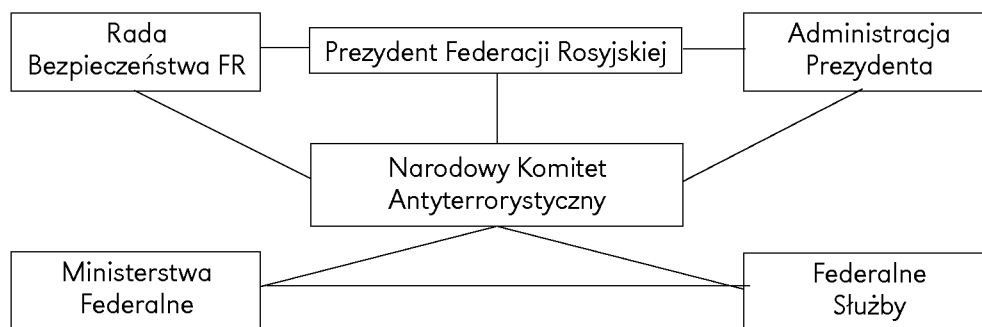 Rada
Bezpieczeństwa FR
Prezydent Federacji Rosyjskiej
Administracja
Prezydenta
Narodowy Komitet
Antyterrorystyczny
Ministerstwa
Federalne
Federalne
Służby